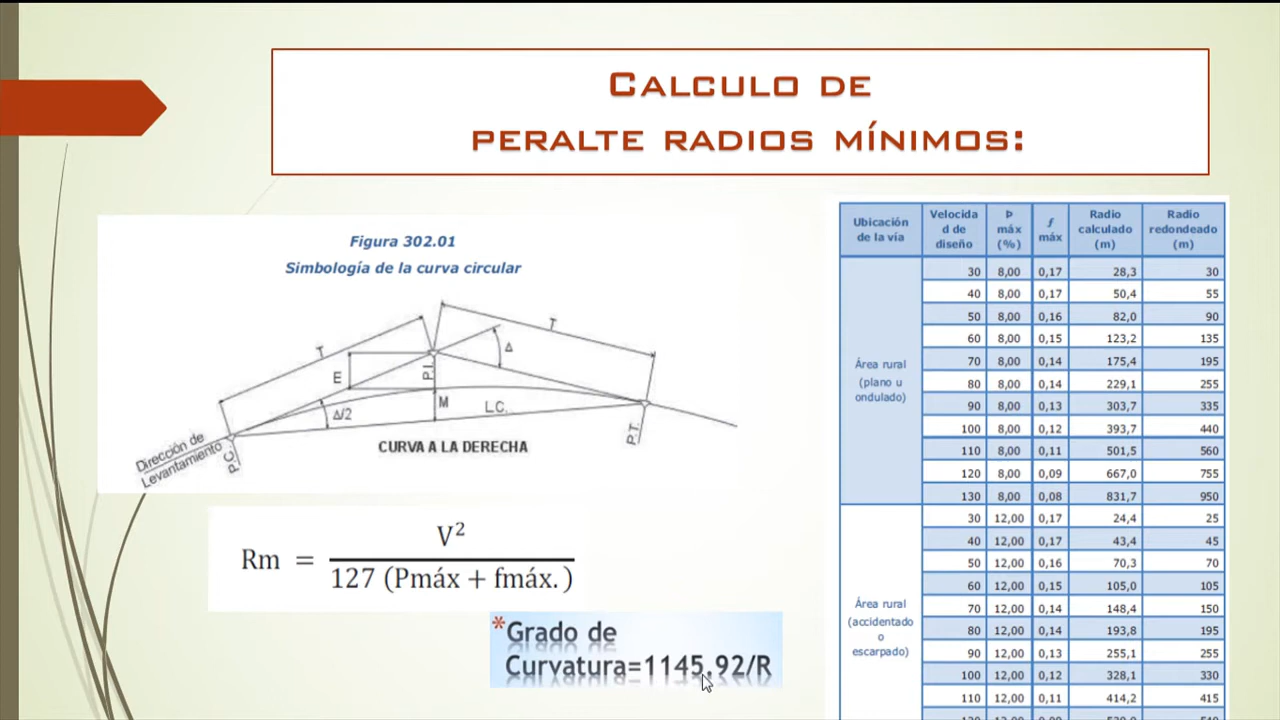 CALCULO DE
PERALTE RADIOS MÍNIMOS:
Figura 302.01
Simbología de la curva circular
T
T
Δ
E
P.I.
M
Δ/2
L.C.
Dirección de
Levantamiento
P.C.
P.T.
CURVA A LA DERECHA
Rm = V² / 127 (Pmáx + fmáx.)
*Grado de
Curvatura=1145.92/R
Ubicación de la vía | Velocidad de diseño | Þ máx (%) | ƒ máx | Radio calculado (m) | Radio redondeado (m)
Área rural (plano u ondulado)
30 8,00 0,17 28,3 30
40 8,00 0,17 50,4 55
50 8,00 0,16 82,0 90
60 8,00 0,15 123,2 135
70 8,00 0,14 175,4 195
80 8,00 0,14 229,1 255
90 8,00 0,13 303,7 335
100 8,00 0,12 393,7 440
110 8,00 0,11 501,5 560
120 8,00 0,09 667,0 755
130 8,00 0,08 831,7 950
Área rural (accidentado o escarpado)
30 12,00 0,17 24,4 25
40 12,00 0,17 43,4 45
50 12,00 0,16 70,3 70
60 12,00 0,15 105,0 105
70 12,00 0,14 148,4 150
80 12,00 0,14 193,8 195
90 12,00 0,13 255,1 255
100 12,00 0,12 328,1 330
110 12,00 0,11 414,2 415